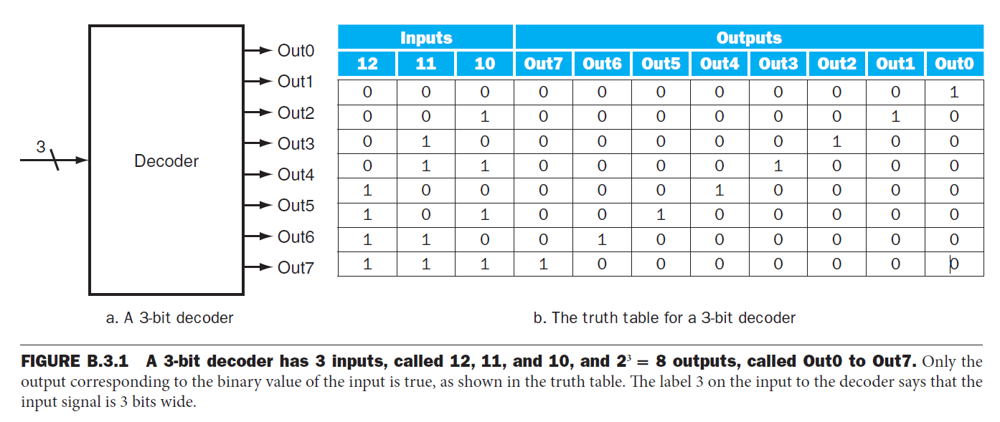 3
Decoder
Out0
Out1
Out2
Out3
Out4
Out5
Out6
Out7
a. A 3-bit decoder
Inputs Outputs
12 11 10 Out7 Out6 Out5 Out4 Out3 Out2 Out1 Out0
0 0 0 0 0 0 0 0 0 0 1
0 0 1 0 0 0 0 0 0 1 0
0 1 0 0 0 0 0 0 1 0 0
0 1 1 0 0 0 0 1 0 0 0
1 0 0 0 0 0 1 0 0 0 0
1 0 1 0 0 1 0 0 0 0 0
1 1 0 0 1 0 0 0 0 0 0
1 1 1 1 0 0 0 0 0 0 0
b. The truth table for a 3-bit decoder
FIGURE B.3.1 A 3-bit decoder has 3 inputs, called 12, 11, and 10, and 2³ = 8 outputs, called Out0 to Out7. Only the
output corresponding to the binary value of the input is true, as shown in the truth table. The label 3 on the input to the decoder says that the
input signal is 3 bits wide.